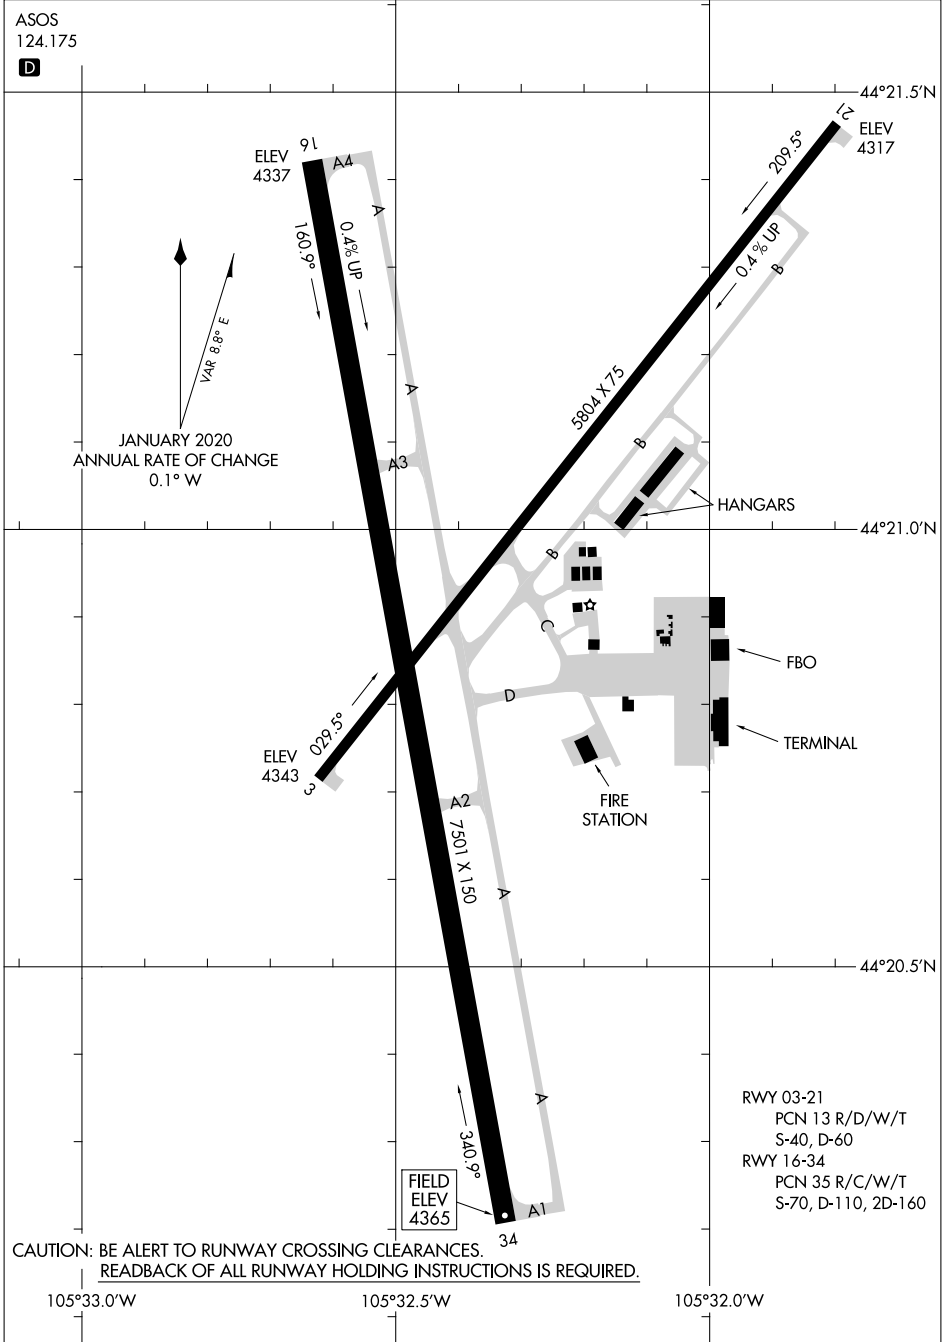 ASOS
124.175
D
44°21.5'N
21
ELEV
4317
16
ELEV
4337
A4
A
209.5°
160.9°
0.4% UP
0.4% UP
B
VAR 8.8° E
JANUARY 2020
ANNUAL RATE OF CHANGE
0.1° W
A
5804 X 75
B
A3
HANGARS
44°21.0'N
B
C
FBO
D
029.5°
ELEV
4343
3
TERMINAL
A2
FIRE
STATION
7501 X 150
A
44°20.5'N
A
340.9°
RWY 03-21
PCN 13 R/D/W/T
S-40, D-60
RWY 16-34
PCN 35 R/C/W/T
S-70, D-110, 2D-160
FIELD
ELEV
4365
A1
34
CAUTION: BE ALERT TO RUNWAY CROSSING CLEARANCES.
READBACK OF ALL RUNWAY HOLDING INSTRUCTIONS IS REQUIRED.
105°33.0'W
105°32.5'W
105°32.0'W